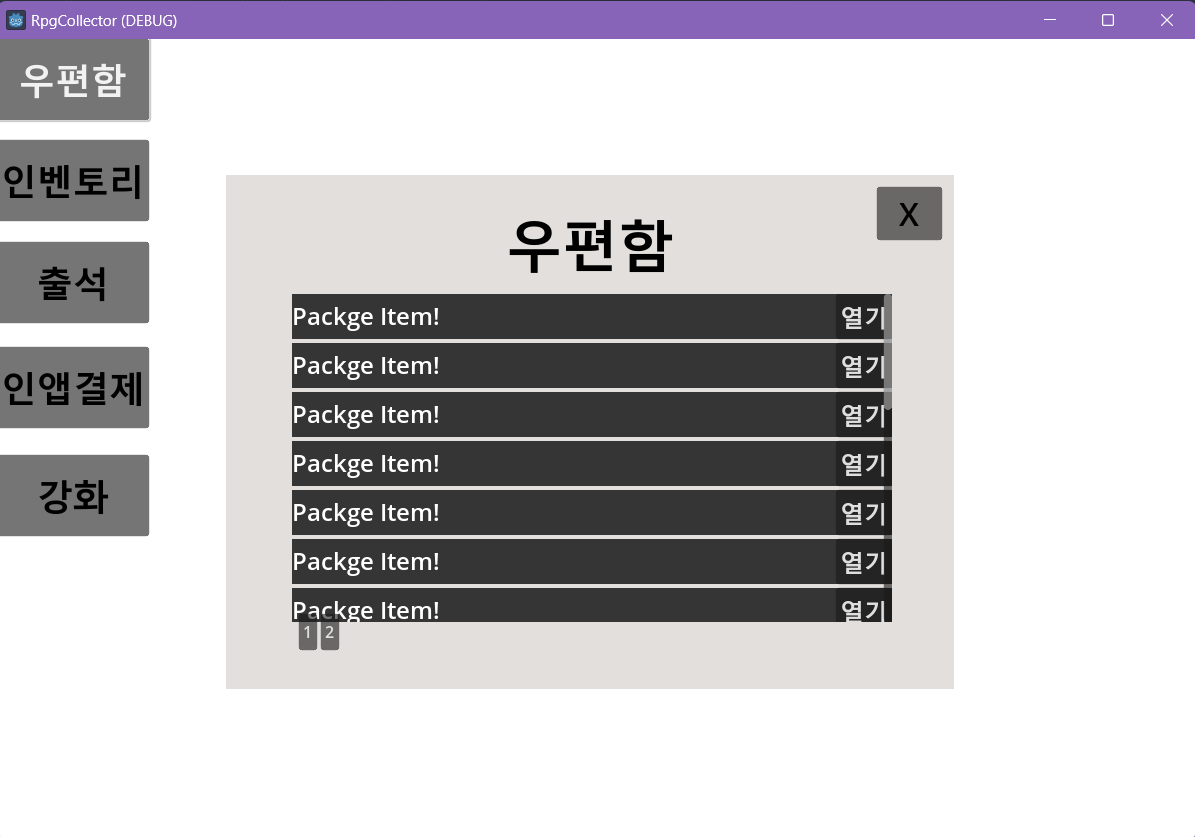 RpgCollector (DEBUG)
우편함
인벤토리
출석
인앱결제
강화
우편함
X
Packge Item! 열기
Packge Item! 열기
Packge Item! 열기
Packge Item! 열기
Packge Item! 열기
Packge Item! 열기
Packge Item! 열기
1 2